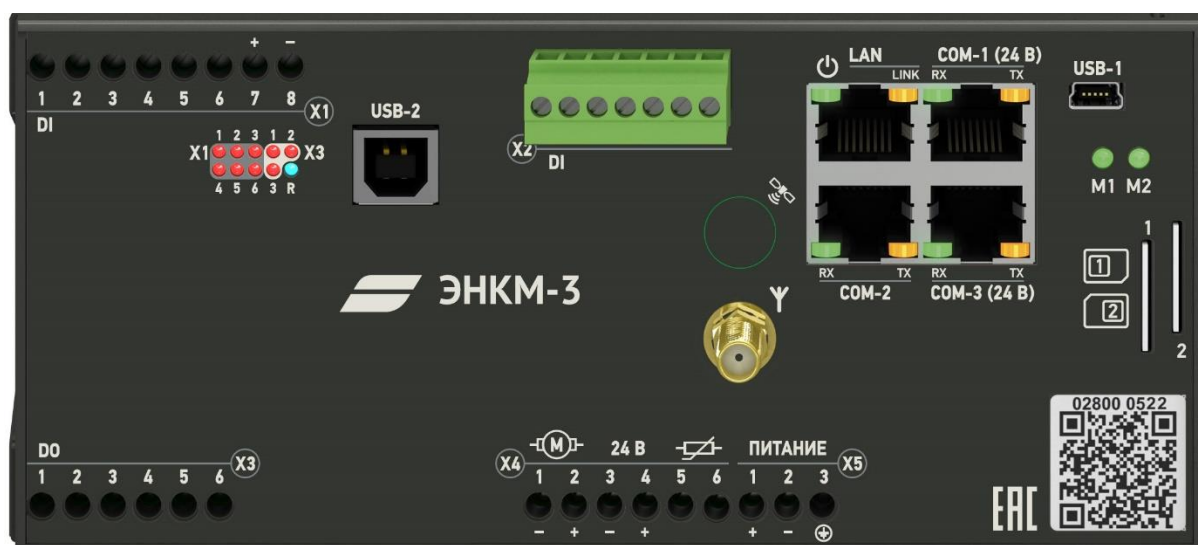 + −
1 2 3 4 5 6 7 8
X1
DI
1 2 3 1 2
X1 X3
4 5 6 3 R
USB-2
X2
DI
LAN
LINK
COM-1 (24 В)
RX TX
USB-1
M1 M2
RX TX
COM-2
RX TX
COM-3 (24 В)
1
1
2
2
ЭНКМ-3
DO
X3
1 2 3 4 5 6
M
24 В
ПИТАНИЕ
X4
X5
1 2 3 4 5 6 1 2 3
− + − + + −
02800 0522
EAC